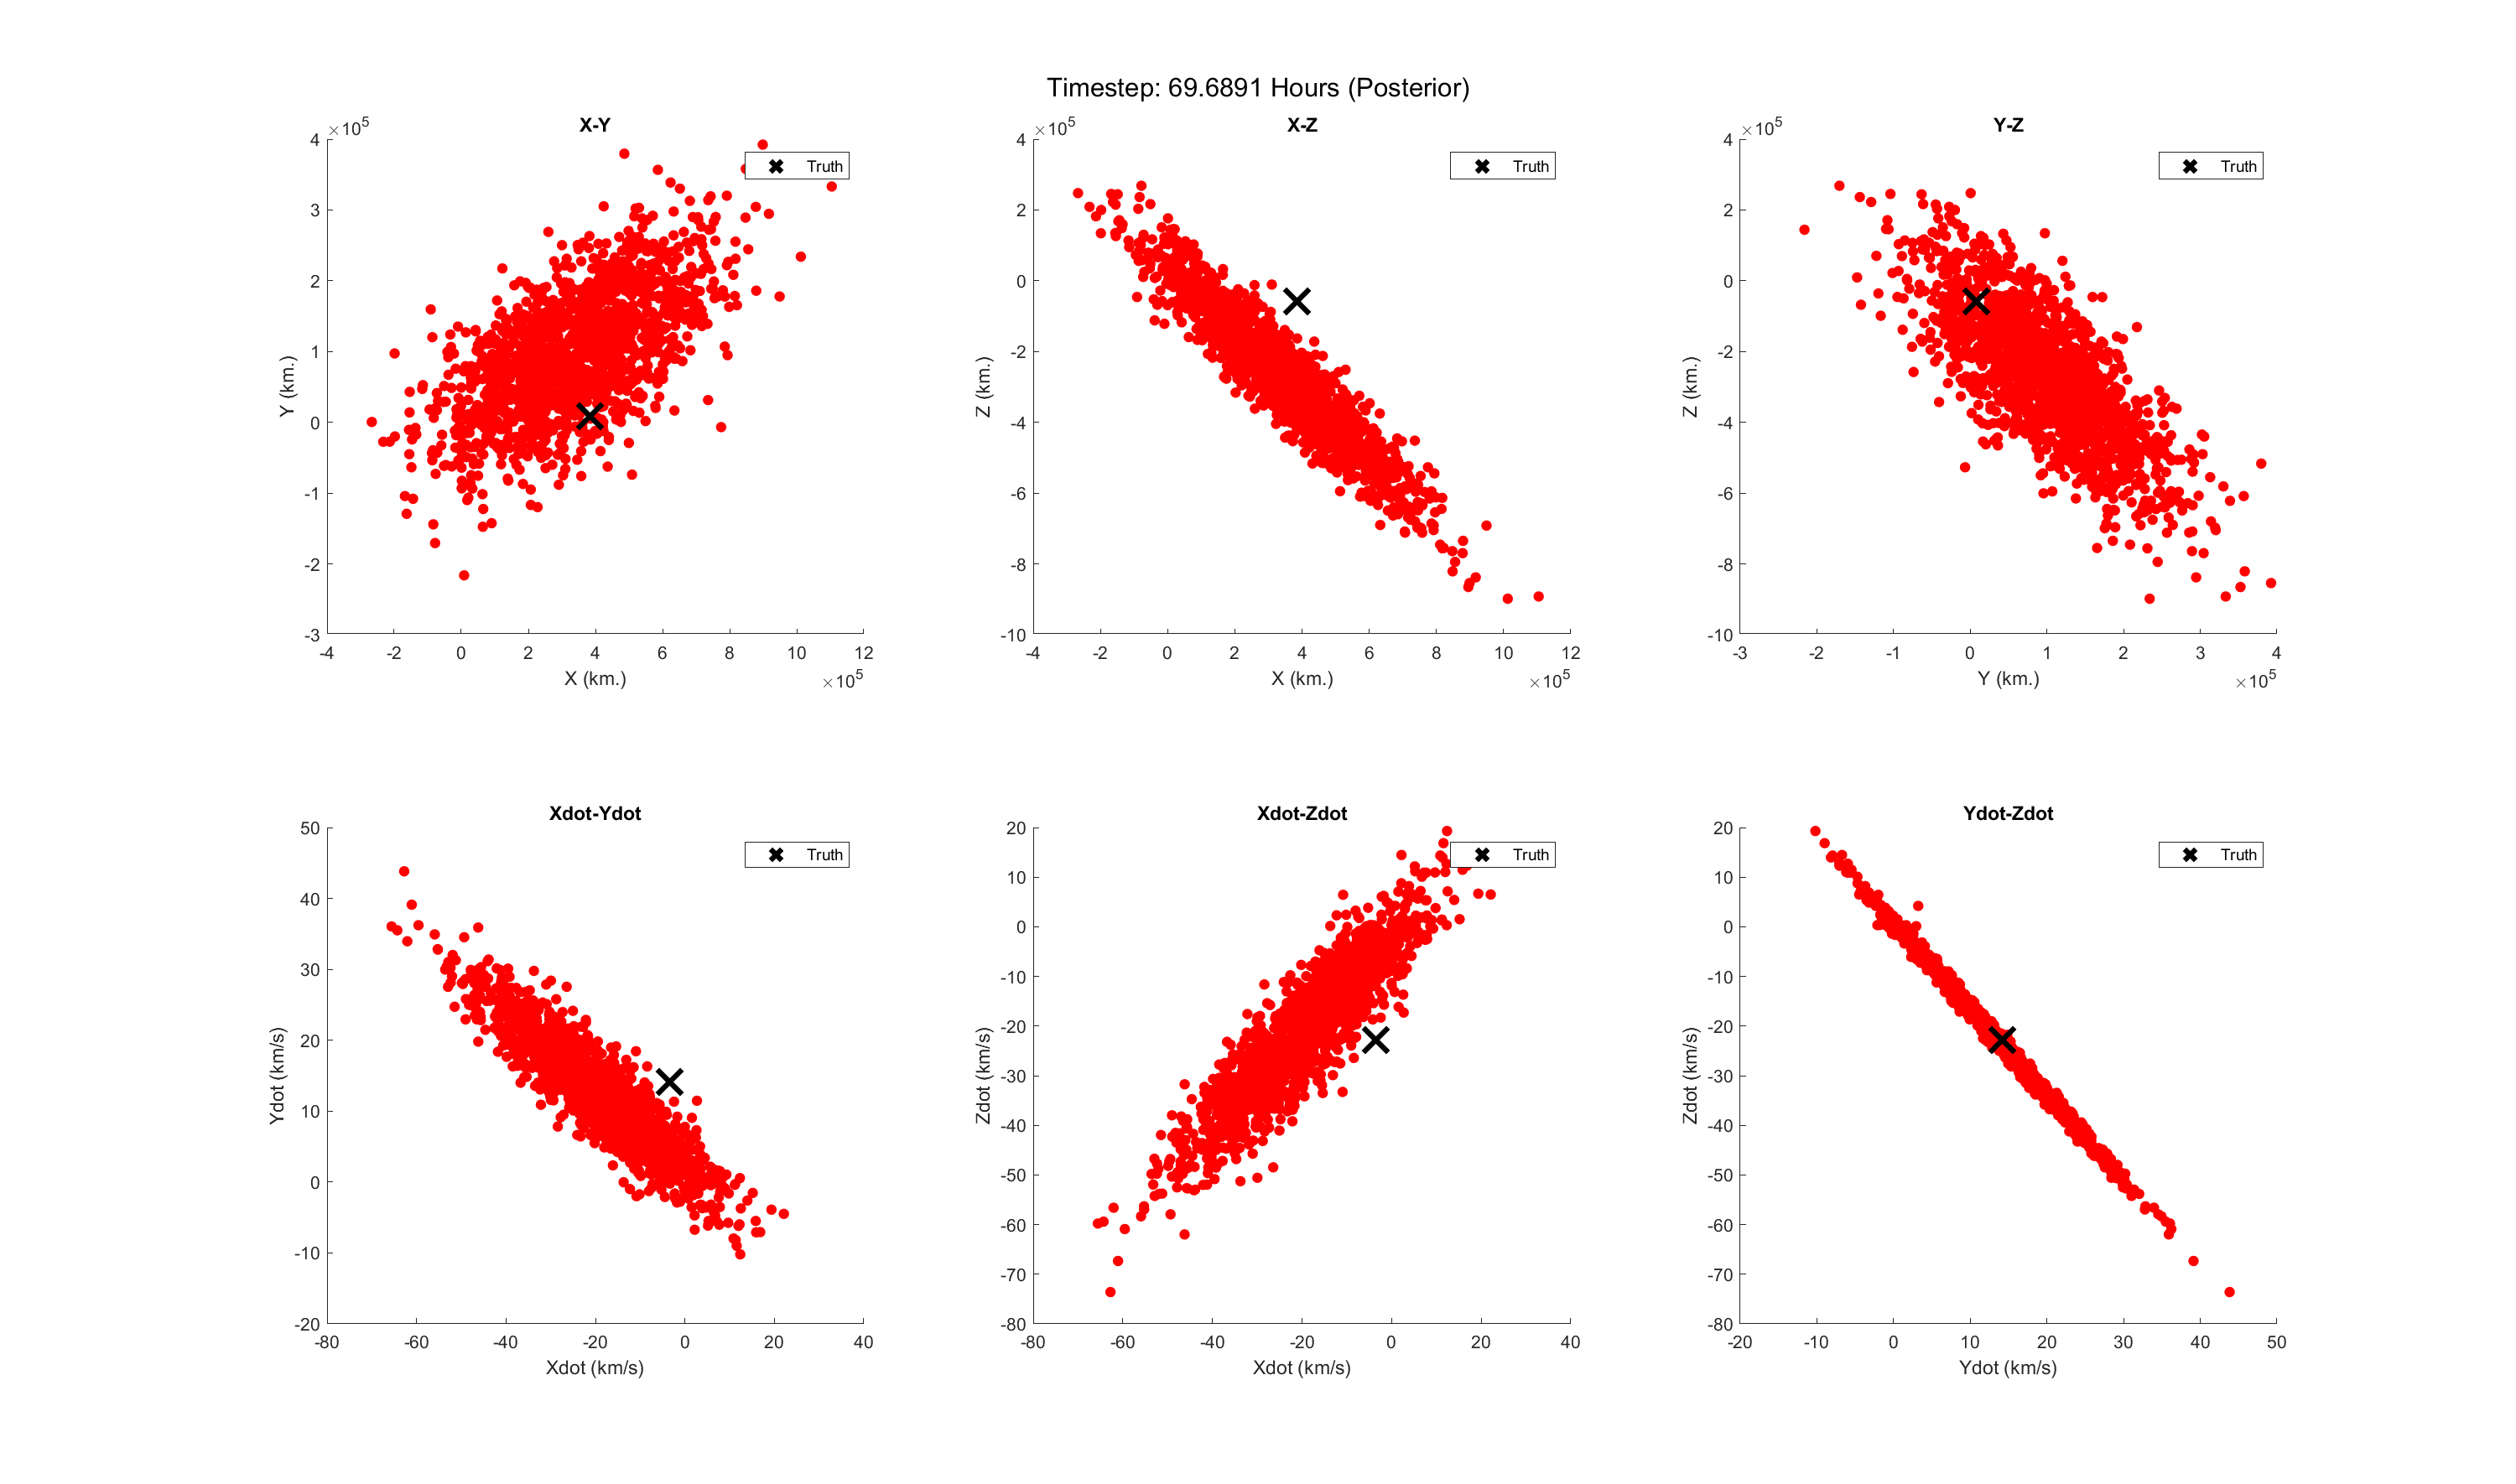 Timestep: 69.6891 Hours (Posterior)
X-Y
×10^5
4
3
2
1
0
-1
-2
-3
Y (km.)
-4 -2 0 2 4 6 8 10 12
X (km.)
×10^5
Truth
X-Z
×10^5
4
2
0
-2
-4
-6
-8
-10
Z (km.)
-4 -2 0 2 4 6 8 10 12
X (km.)
×10^5
Truth
Y-Z
×10^5
4
2
0
-2
-4
-6
-8
-10
Z (km.)
-3 -2 -1 0 1 2 3 4
Y (km.)
×10^5
Truth
Xdot-Ydot
50
40
30
20
10
0
-10
-20
Ydot (km/s)
-80 -60 -40 -20 0 20 40
Xdot (km/s)
Truth
Xdot-Zdot
20
10
0
-10
-20
-30
-40
-50
-60
-70
-80
Zdot (km/s)
-80 -60 -40 -20 0 20 40
Xdot (km/s)
Truth
Ydot-Zdot
20
10
0
-10
-20
-30
-40
-50
-60
-70
-80
Zdot (km/s)
-20 -10 0 10 20 30 40 50
Ydot (km/s)
Truth